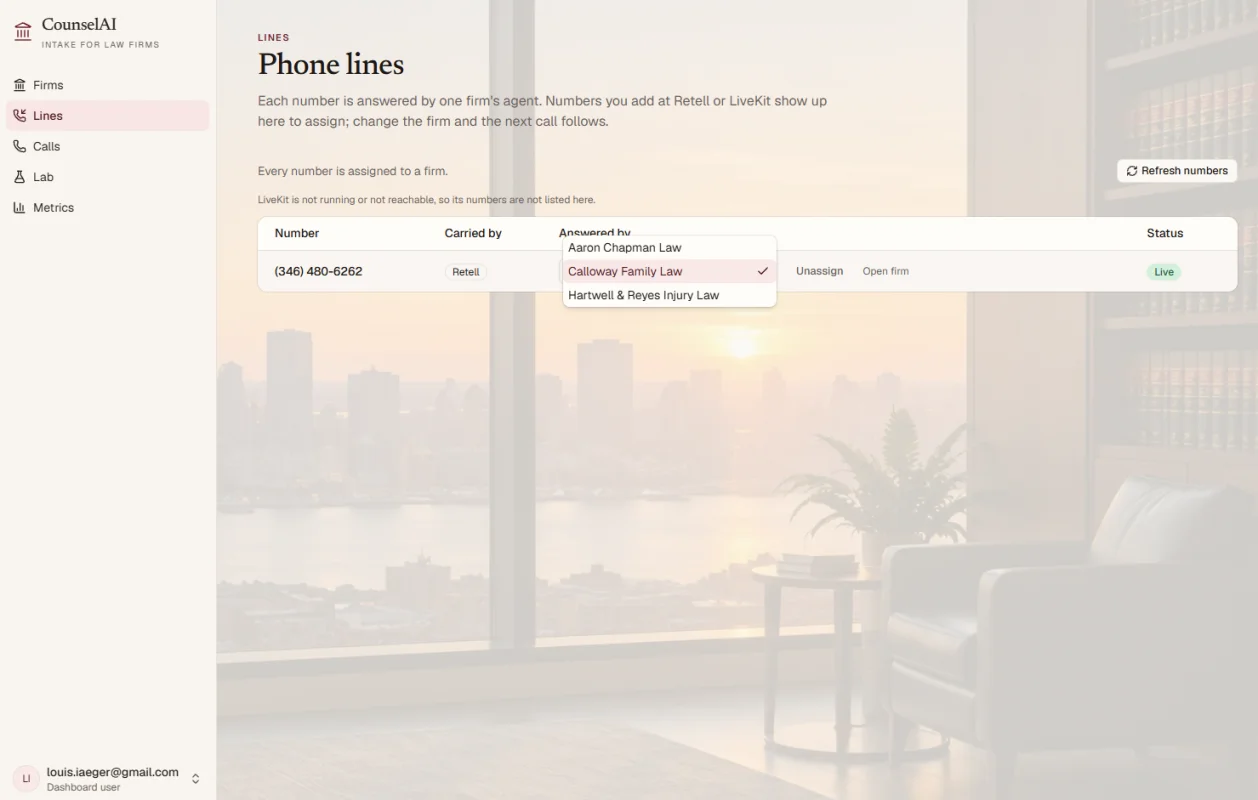 CounselAI
INTAKE FOR LAW FIRMS
Firms
Lines
Calls
Lab
Metrics
LI
louis.iaeger@gmail.com
Dashboard user
LINES
Phone lines
Each number is answered by one firm's agent. Numbers you add at Retell or LiveKit show up
here to assign; change the firm and the next call follows.
Every number is assigned to a firm.
Refresh numbers
LiveKit is not running or not reachable, so its numbers are not listed here.
Number Carried by Answered by Status
Aaron Chapman Law
(346) 480-6262 Retell Calloway Family Law Unassign Open firm Live
Hartwell & Reyes Injury Law